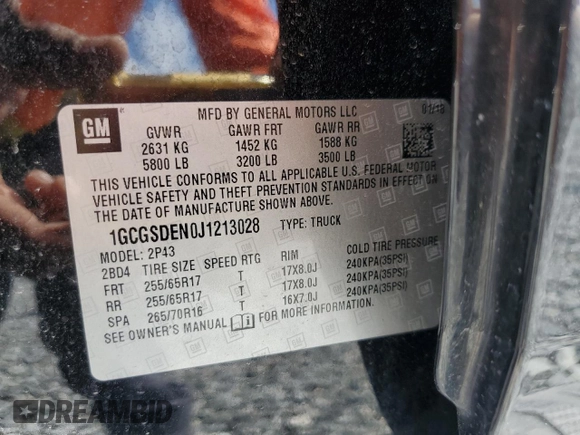 MFD BY GENERAL MOTORS LLC
01/18
GM
GVWR GAWR FRT GAWR RR
2631 KG 1452 KG 1588 KG
5800 LB 3200 LB 3500 LB
THIS VEHICLE CONFORMS TO ALL APPLICABLE U.S. FEDERAL MOTOR
VEHICLE SAFETY AND THEFT PREVENTION STANDARDS IN EFFECT ON
THE DATE OF MANUFACTURE SHOWN ABOVE.
1GCGSDEN0J1213028 TYPE: TRUCK
MODEL: 2P43
2BD4 TIRE SIZE SPEED RTG RIM COLD TIRE PRESSURE
FRT 255/65R17 T 17X8.0J 240KPA(35PSI)
RR 255/65R17 T 17X8.0J 240KPA(35PSI)
SPA 265/70R16 T 16X7.0J 240KPA(35PSI)
SEE OWNER'S MANUAL FOR MORE INFORMATION.
DREAMBID